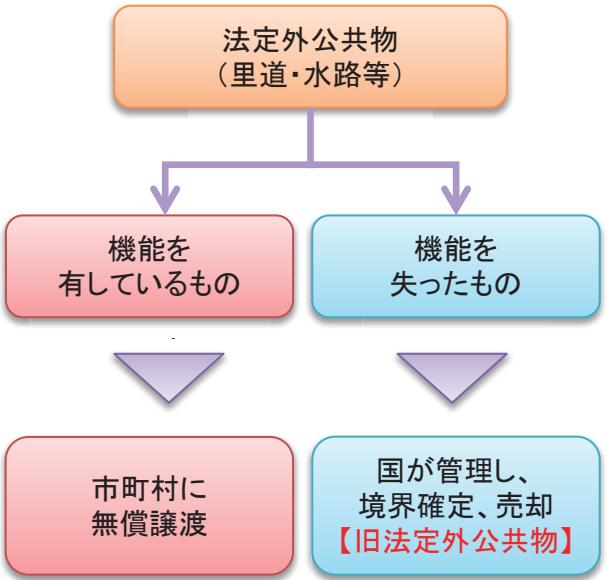 法定外公共物
（里道・水路等）
機能を
有しているもの
機能を
失ったもの
市町村に
無償譲渡
国が管理し、
境界確定、売却
【旧法定外公共物】